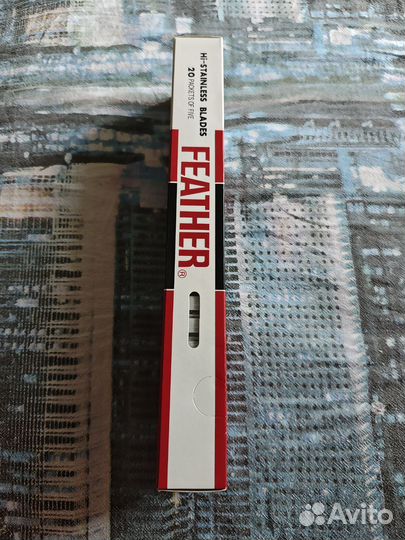 Hi-STAINLESS BLADES
20 PACKETS OF FIVE
FEATHER®
Avito